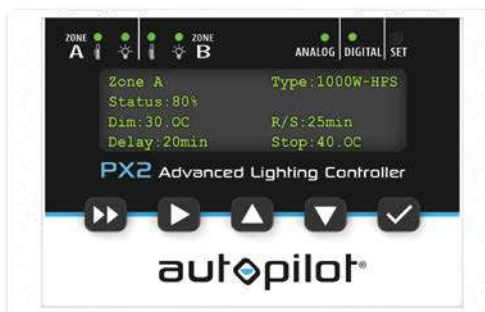 ZONE A ZONE B ANALOG DIGITAL SET
Zone A Type:1000W-HPS
Status:80%
Dim:30.0C R/S:25min
Delay:20min Stop:40.0C
PX2 Advanced Lighting Controller
autopilot®